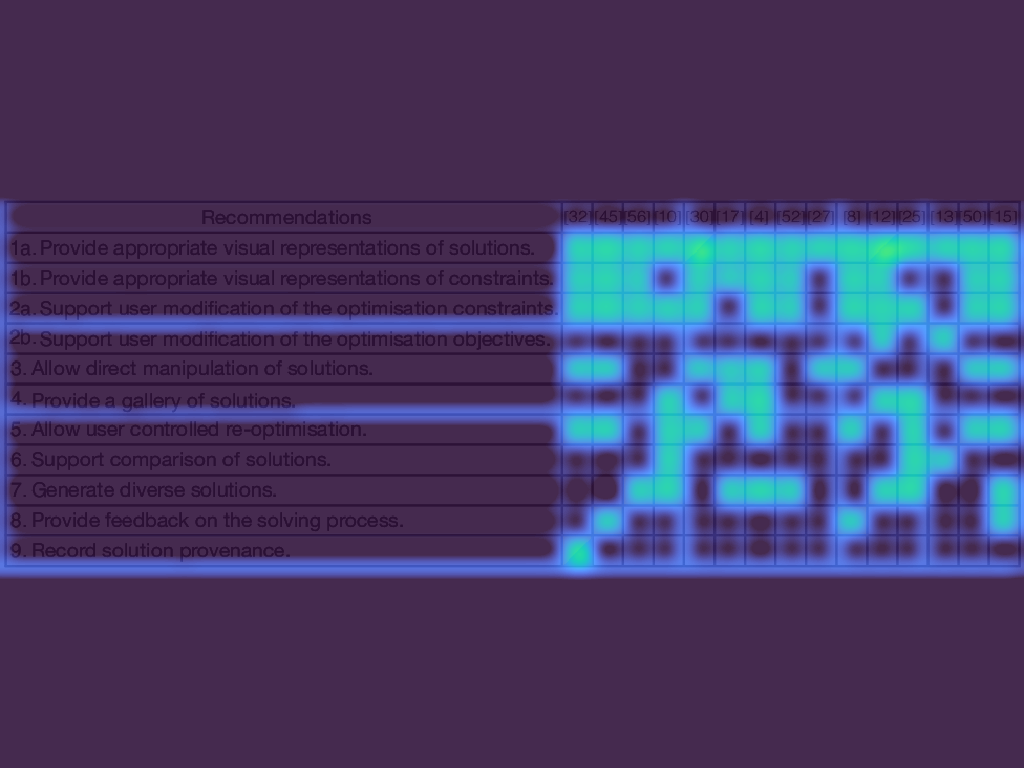 Recommendations [32] [45] [56] [10] [30] [17] [4] [52] [27] [8] [12] [25] [13] [50] [15]
1a. Provide appropriate visual representations of solutions.
1b. Provide appropriate visual representations of constraints.
2a. Support user modification of the optimisation constraints.
2b. Support user modification of the optimisation objectives.
3. Allow direct manipulation of solutions.
4. Provide a gallery of solutions.
5. Allow user controlled re-optimisation.
6. Support comparison of solutions.
7. Generate diverse solutions.
8. Provide feedback on the solving process.
9. Record solution provenance.